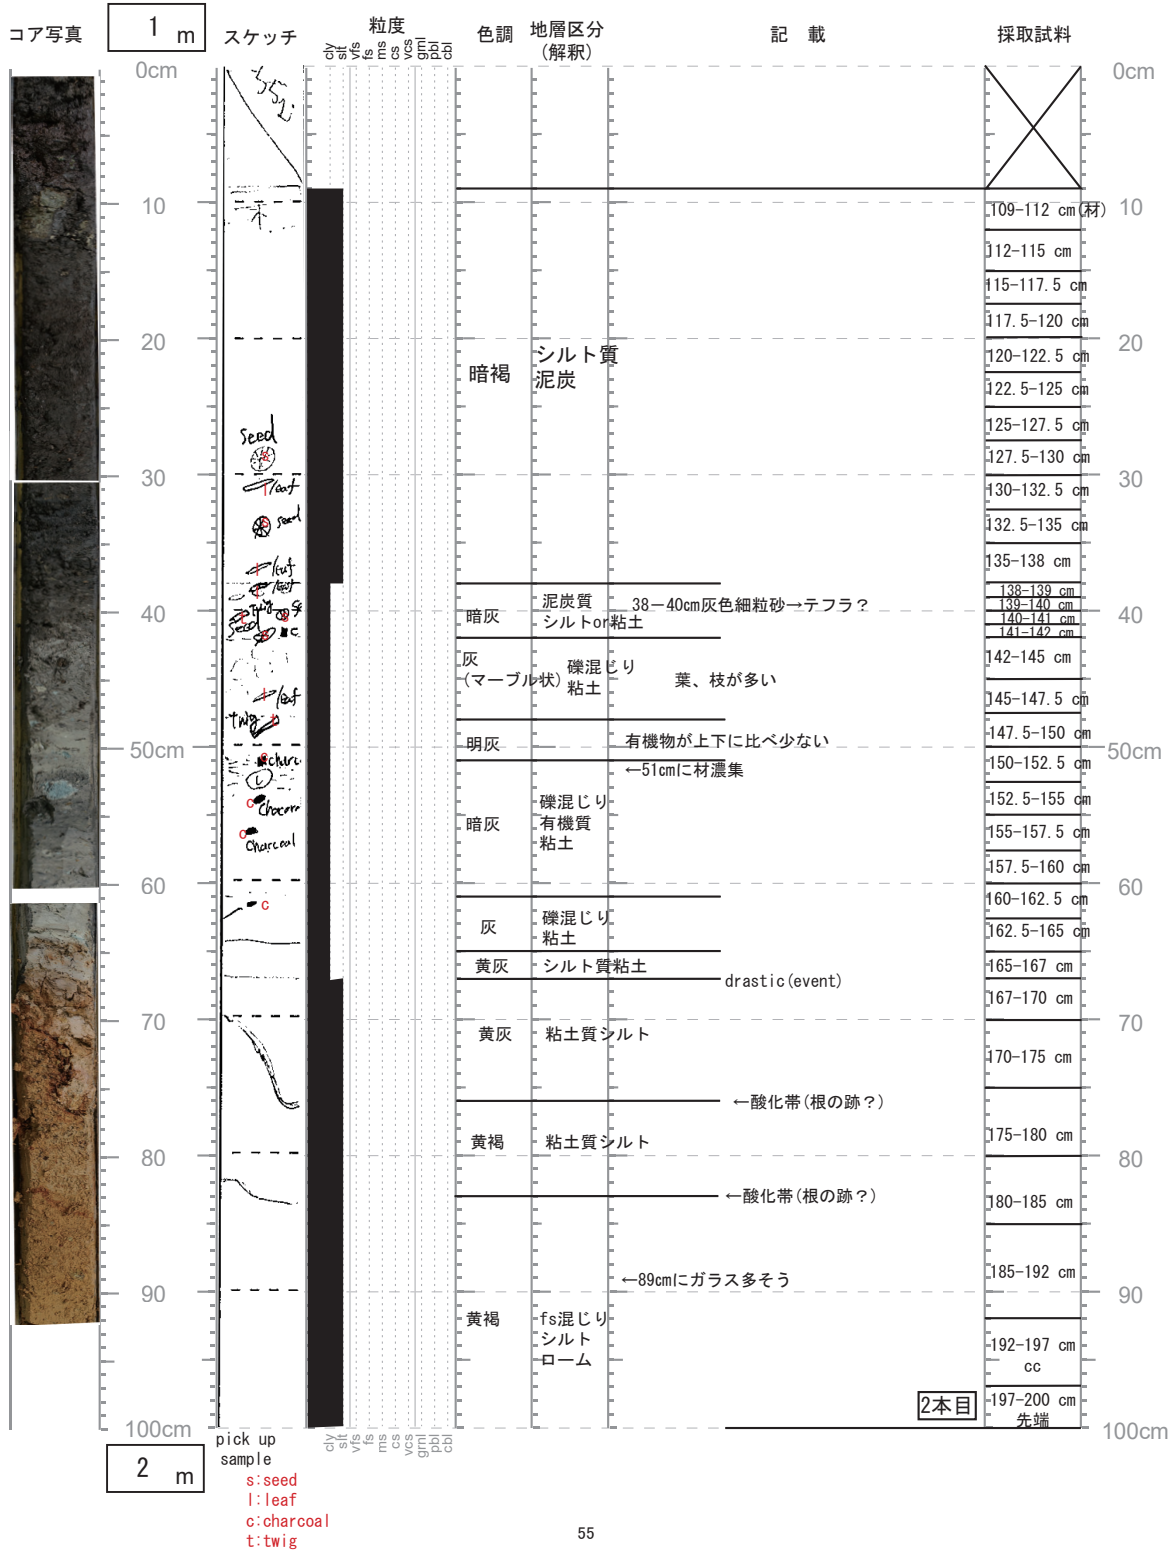 コア写真
1 m
スケッチ
粒度
cly
slt
vfs
fs
ms
cs
vcs
grnl
pbl
cbl
色調
地層区分
(解釈)
記 載
採取試料
0cm
0cm
109-112 cm(材)
10
10
112-115 cm
115-117.5 cm
117.5-120 cm
20
20
120-122.5 cm
暗褐
シルト質
泥炭
122.5-125 cm
125-127.5 cm
seed
s
127.5-130 cm
30
30
leaf
l
130-132.5 cm
seed
s
132.5-135 cm
leaf
l
135-138 cm
leaf
l
138-139 cm
139-140 cm
40
40
twig
t
s
seed
s
c
140-141 cm
141-142 cm
暗灰
泥炭質
シルトor粘土
38-40cm灰色細粒砂→テフラ?
灰
(マーブル状)
礫混じり
粘土
葉、枝が多い
142-145 cm
leaf
l
145-147.5 cm
twig
t
147.5-150 cm
明灰
有機物が上下に比べ少ない
50cm
50cm
←51cmに材濃集
150-152.5 cm
c
c
152.5-155 cm
暗灰
礫混じり
有機質
粘土
charcoal
c
155-157.5 cm
157.5-160 cm
60
60
c
160-162.5 cm
灰
礫混じり
粘土
162.5-165 cm
黄灰
シルト質粘土
165-167 cm
drastic(event)
167-170 cm
70
70
黄灰
粘土質シルト
170-175 cm
←酸化帯(根の跡?)
黄褐
粘土質シルト
175-180 cm
80
80
←酸化帯(根の跡?)
180-185 cm
←89cmにガラス多そう
185-192 cm
90
90
黄褐
fs混じり
シルト
ローム
192-197 cm
cc
2本目
197-200 cm
先端
100cm
100cm
cly
slt
vfs
fs
ms
cs
vcs
grnl
pbl
cbl
2 m
pick up
sample
s:seed
l:leaf
c:charcoal
t:twig
55